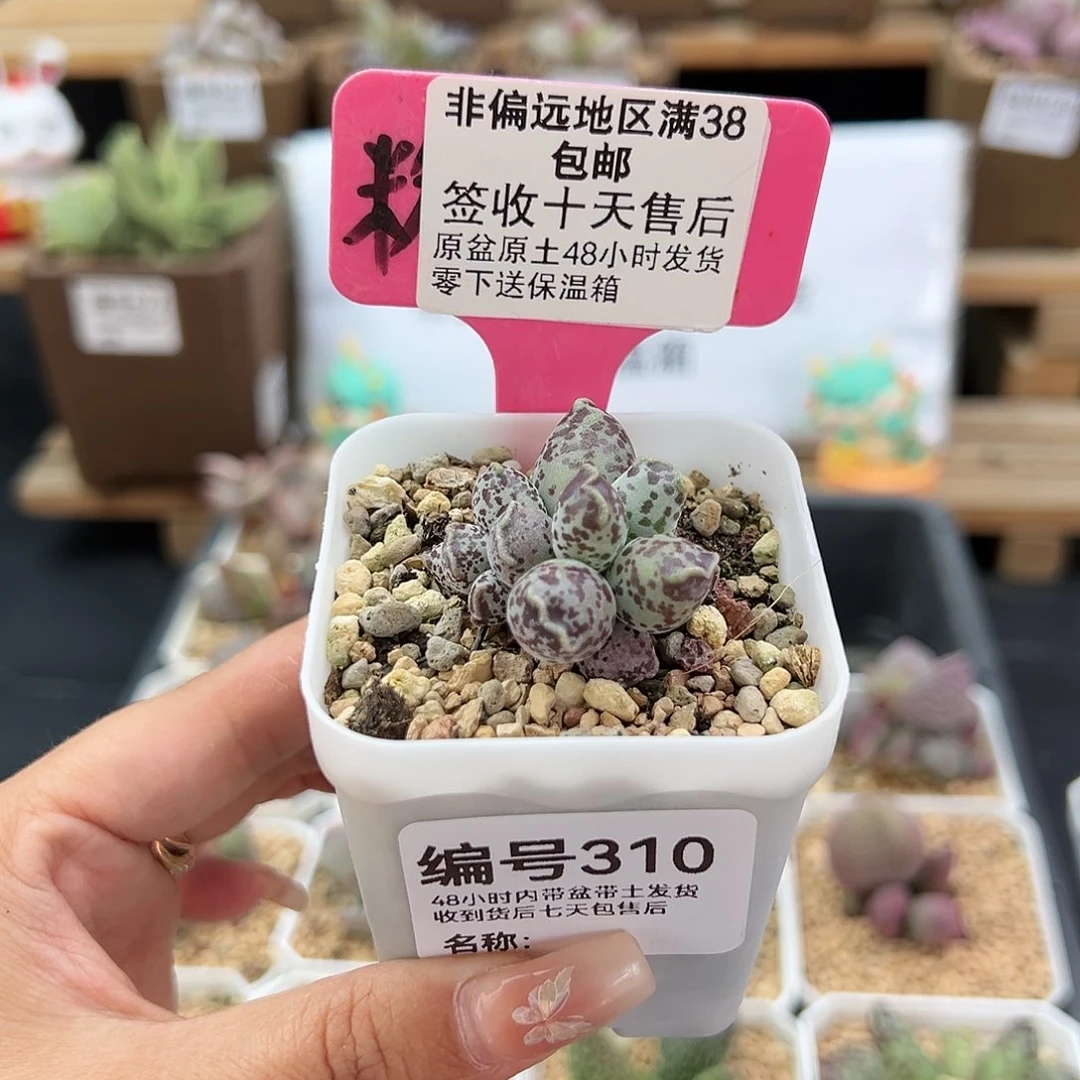 非偏远地区满38
包邮
签收十天售后
原盆原土48小时发货
零下送保温箱
编号310
48小时内带盆带土发货
收到货后七天包售后
名称: